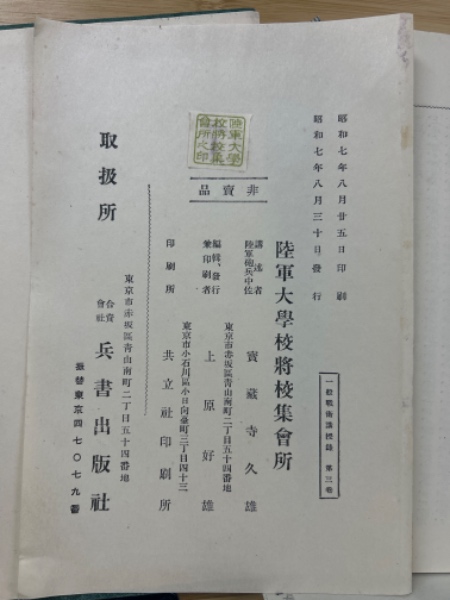 昭和七年八月廿五日印刷
昭和七年八月三十日發行
一般戰術講授録 第三卷
非賣品
陸軍大學校將校集會所
講述者
陸軍砲兵中佐
寳藏寺久雄
編輯、發行
兼印刷者
東京市赤坂區青山南町二丁目五十四番地
上原好雄
印刷所
東京市小石川區小日向臺町三丁目四十三
共立社印刷所
陸軍大學
校將校集
會所之印
取扱所
東京市赤坂區青山南町二丁目五十四番地
合資
會社
兵書出版社
振替東京四七〇七九番